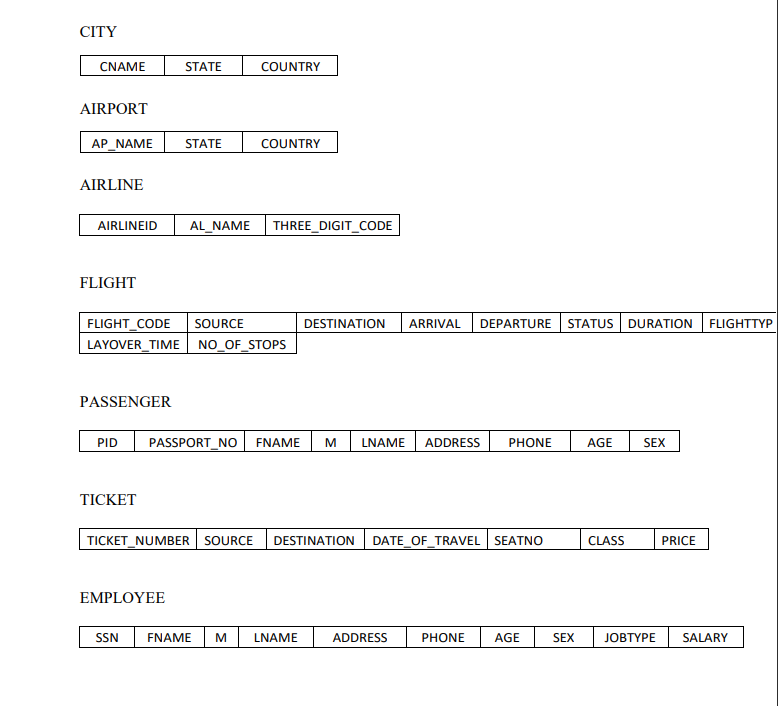 CITY
CNAME STATE COUNTRY
AIRPORT
AP_NAME STATE COUNTRY
AIRLINE
AIRLINEID AL_NAME THREE_DIGIT_CODE
FLIGHT
FLIGHT_CODE SOURCE DESTINATION ARRIVAL DEPARTURE STATUS DURATION FLIGHTTYP
LAYOVER_TIME NO_OF_STOPS
PASSENGER
PID PASSPORT_NO FNAME M LNAME ADDRESS PHONE AGE SEX
TICKET
TICKET_NUMBER SOURCE DESTINATION DATE_OF_TRAVEL SEATNO CLASS PRICE
EMPLOYEE
SSN FNAME M LNAME ADDRESS PHONE AGE SEX JOBTYPE SALARY